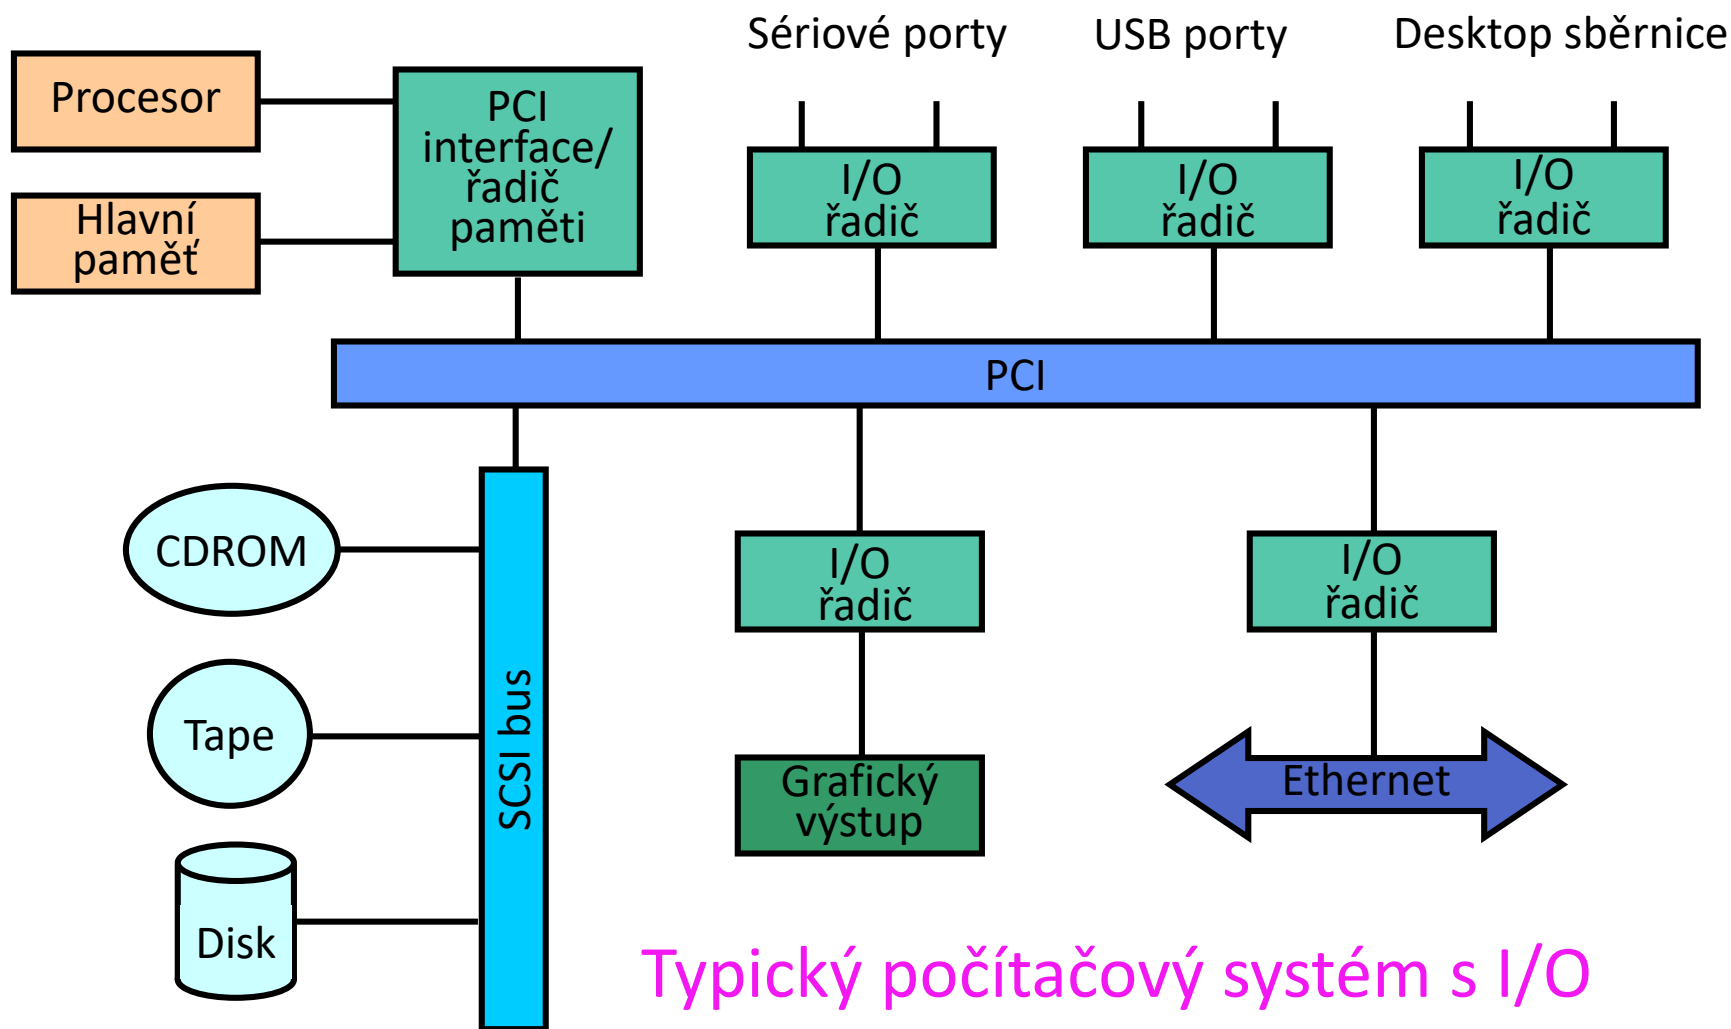 Sériové porty
USB porty
Desktop sběrnice
Procesor
PCI
interface/
řadič
paměti
Hlavní
paměť
I/O
řadič
I/O
řadič
I/O
řadič
PCI
CDROM
Tape
Disk
SCSI bus
I/O
řadič
I/O
řadič
Grafický
výstup
Ethernet
Typický počítačový systém s I/O